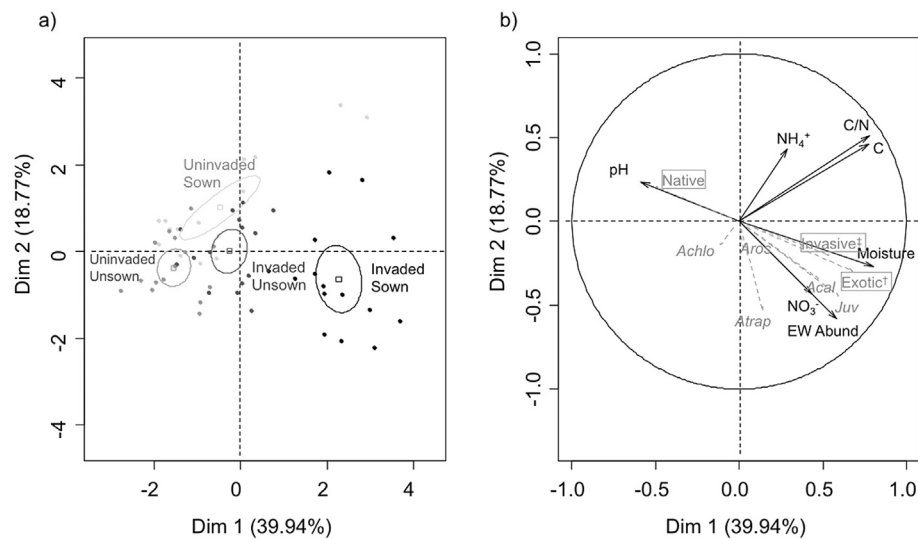 a)
4
2
0
-2
-4
Dim 2 (18.77%)
Uninvaded
Sown
Uninvaded
Unsown
Invaded
Unsown
Invaded
Sown
-2
0
2
4
Dim 1 (39.94%)
b)
1.0
0.5
0.0
-0.5
-1.0
Dim 2 (18.77%)
NH₄⁺
C/N
C
pH
Native
Achlo
Aros
Invasive‡
Moisture
Exotic†
Acal
NO₃⁻
Juv
Atrap
EW Abund
-1.0
-0.5
0.0
0.5
1.0
Dim 1 (39.94%)